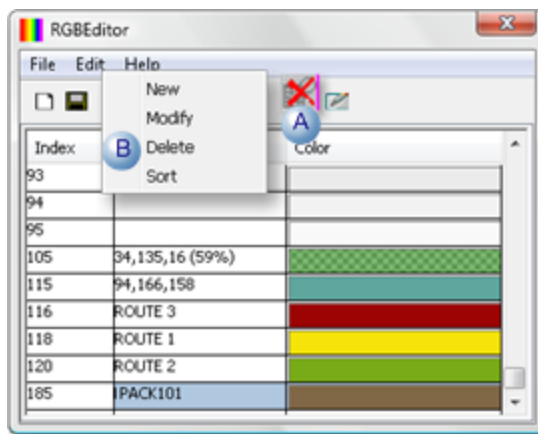 RGBEditor
File Edit Help
New
Modify
A
Index
B Delete
Color
Sort
93
94
95
105 34,135,16 (59%)
115 94,166,158
116 ROUTE 3
118 ROUTE 1
120 ROUTE 2
185 IPACK101